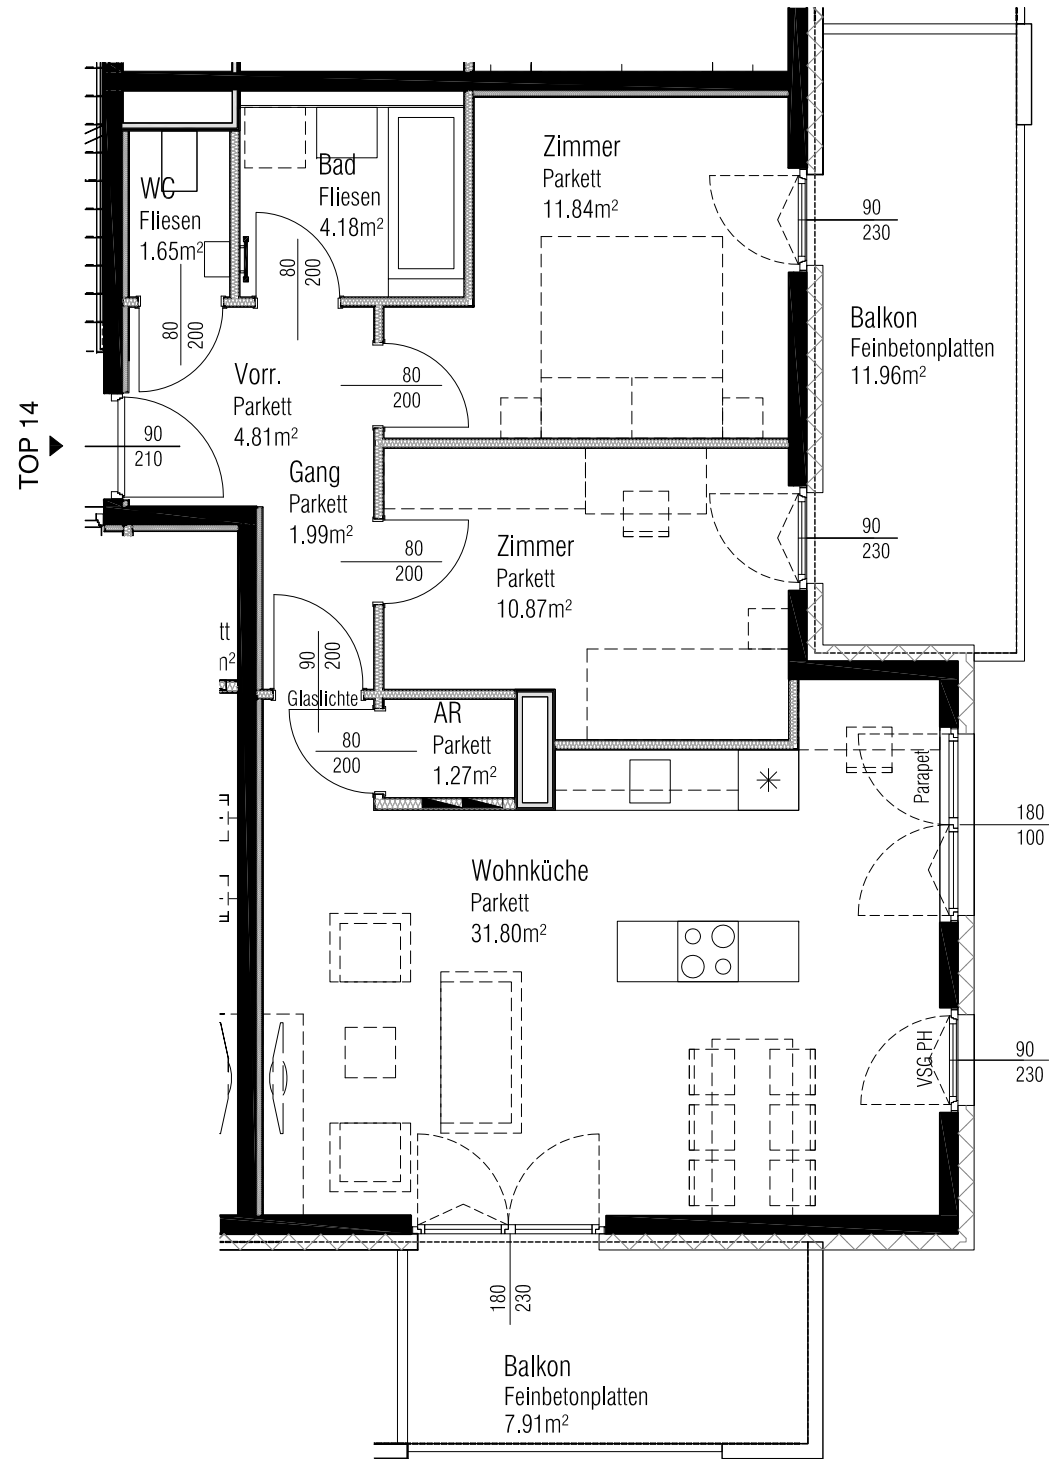 Zimmer
Parkett
11.84m²
WC
Fliesen
1.65m²
Bad
Fliesen
4.18m²
90
230
80
200
80
200
Balkon
Feinbetonplatten
11.96m²
Vorr.
Parkett
4.81m²
80
200
TOP 14
90
210
Gang
Parkett
1.99m²
90
230
Zimmer
Parkett
10.87m²
80
200
tt
m²
90
200
Glaslichte
AR
Parkett
1.27m²
80
200
Parapet
180
100
Wohnküche
Parkett
31.80m²
VSG PH
90
230
180
230
Balkon
Feinbetonplatten
7.91m²